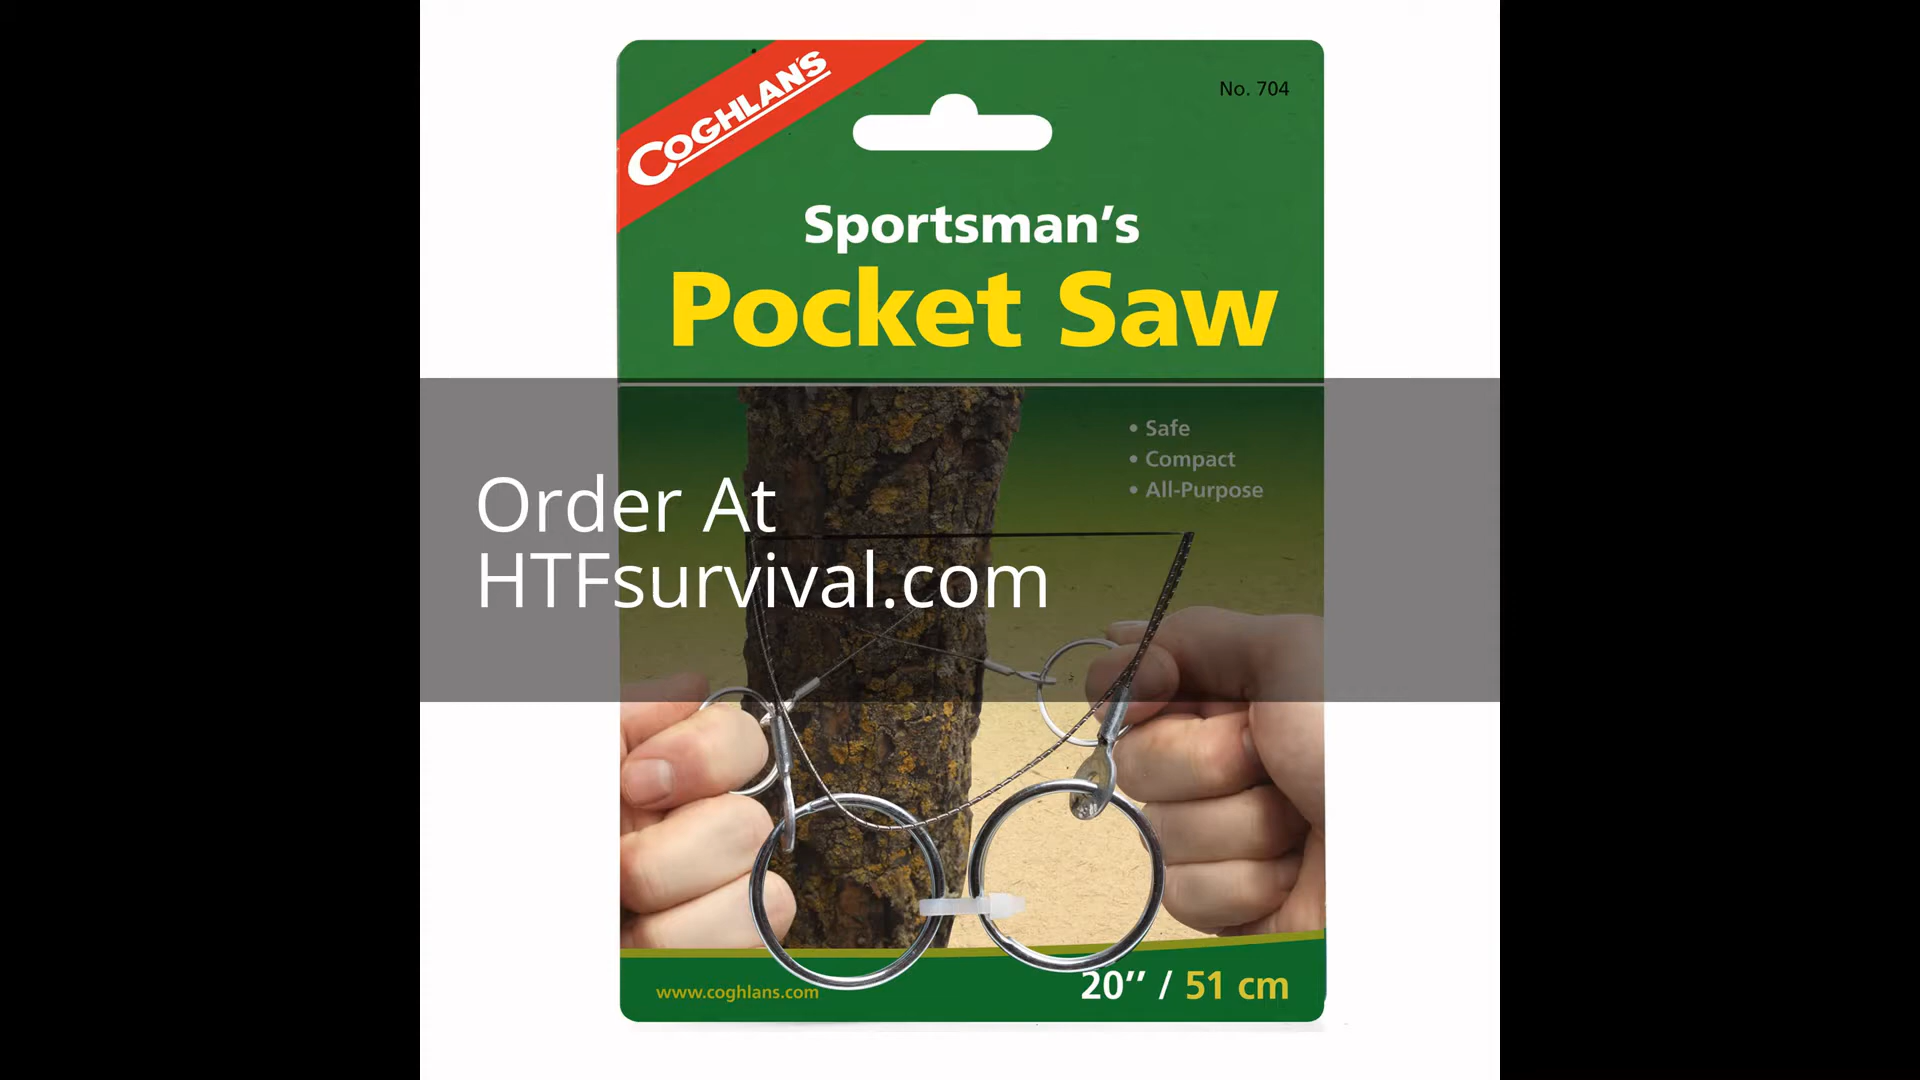 COGHLAN'S
No. 704
Sportsman's
Pocket Saw
• Safe
• Compact
• All-Purpose
Order At
HTFsurvival.com
www.coghlans.com
20’’ / 51 cm